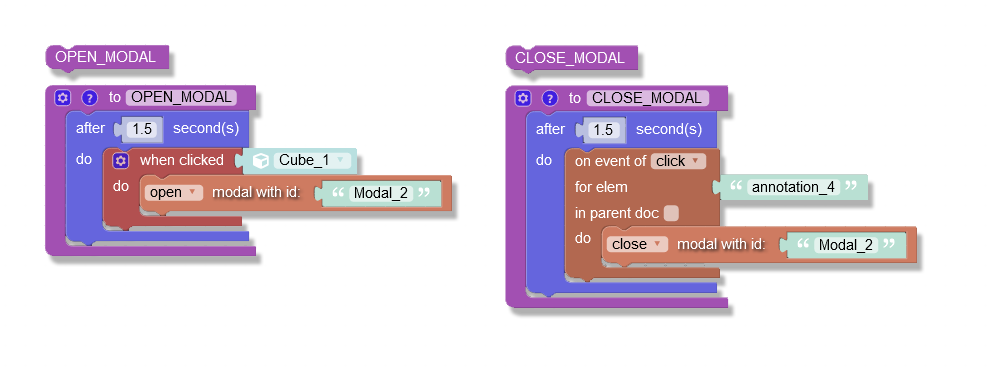 OPEN_MODAL
? to OPEN_MODAL
after 1.5 second(s)
do when clicked Cube_1
do open modal with id: “ Modal_2 ”
CLOSE_MODAL
? to CLOSE_MODAL
after 1.5 second(s)
do on event of click
for elem “ annotation_4 ”
in parent doc
do close modal with id: “ Modal_2 ”